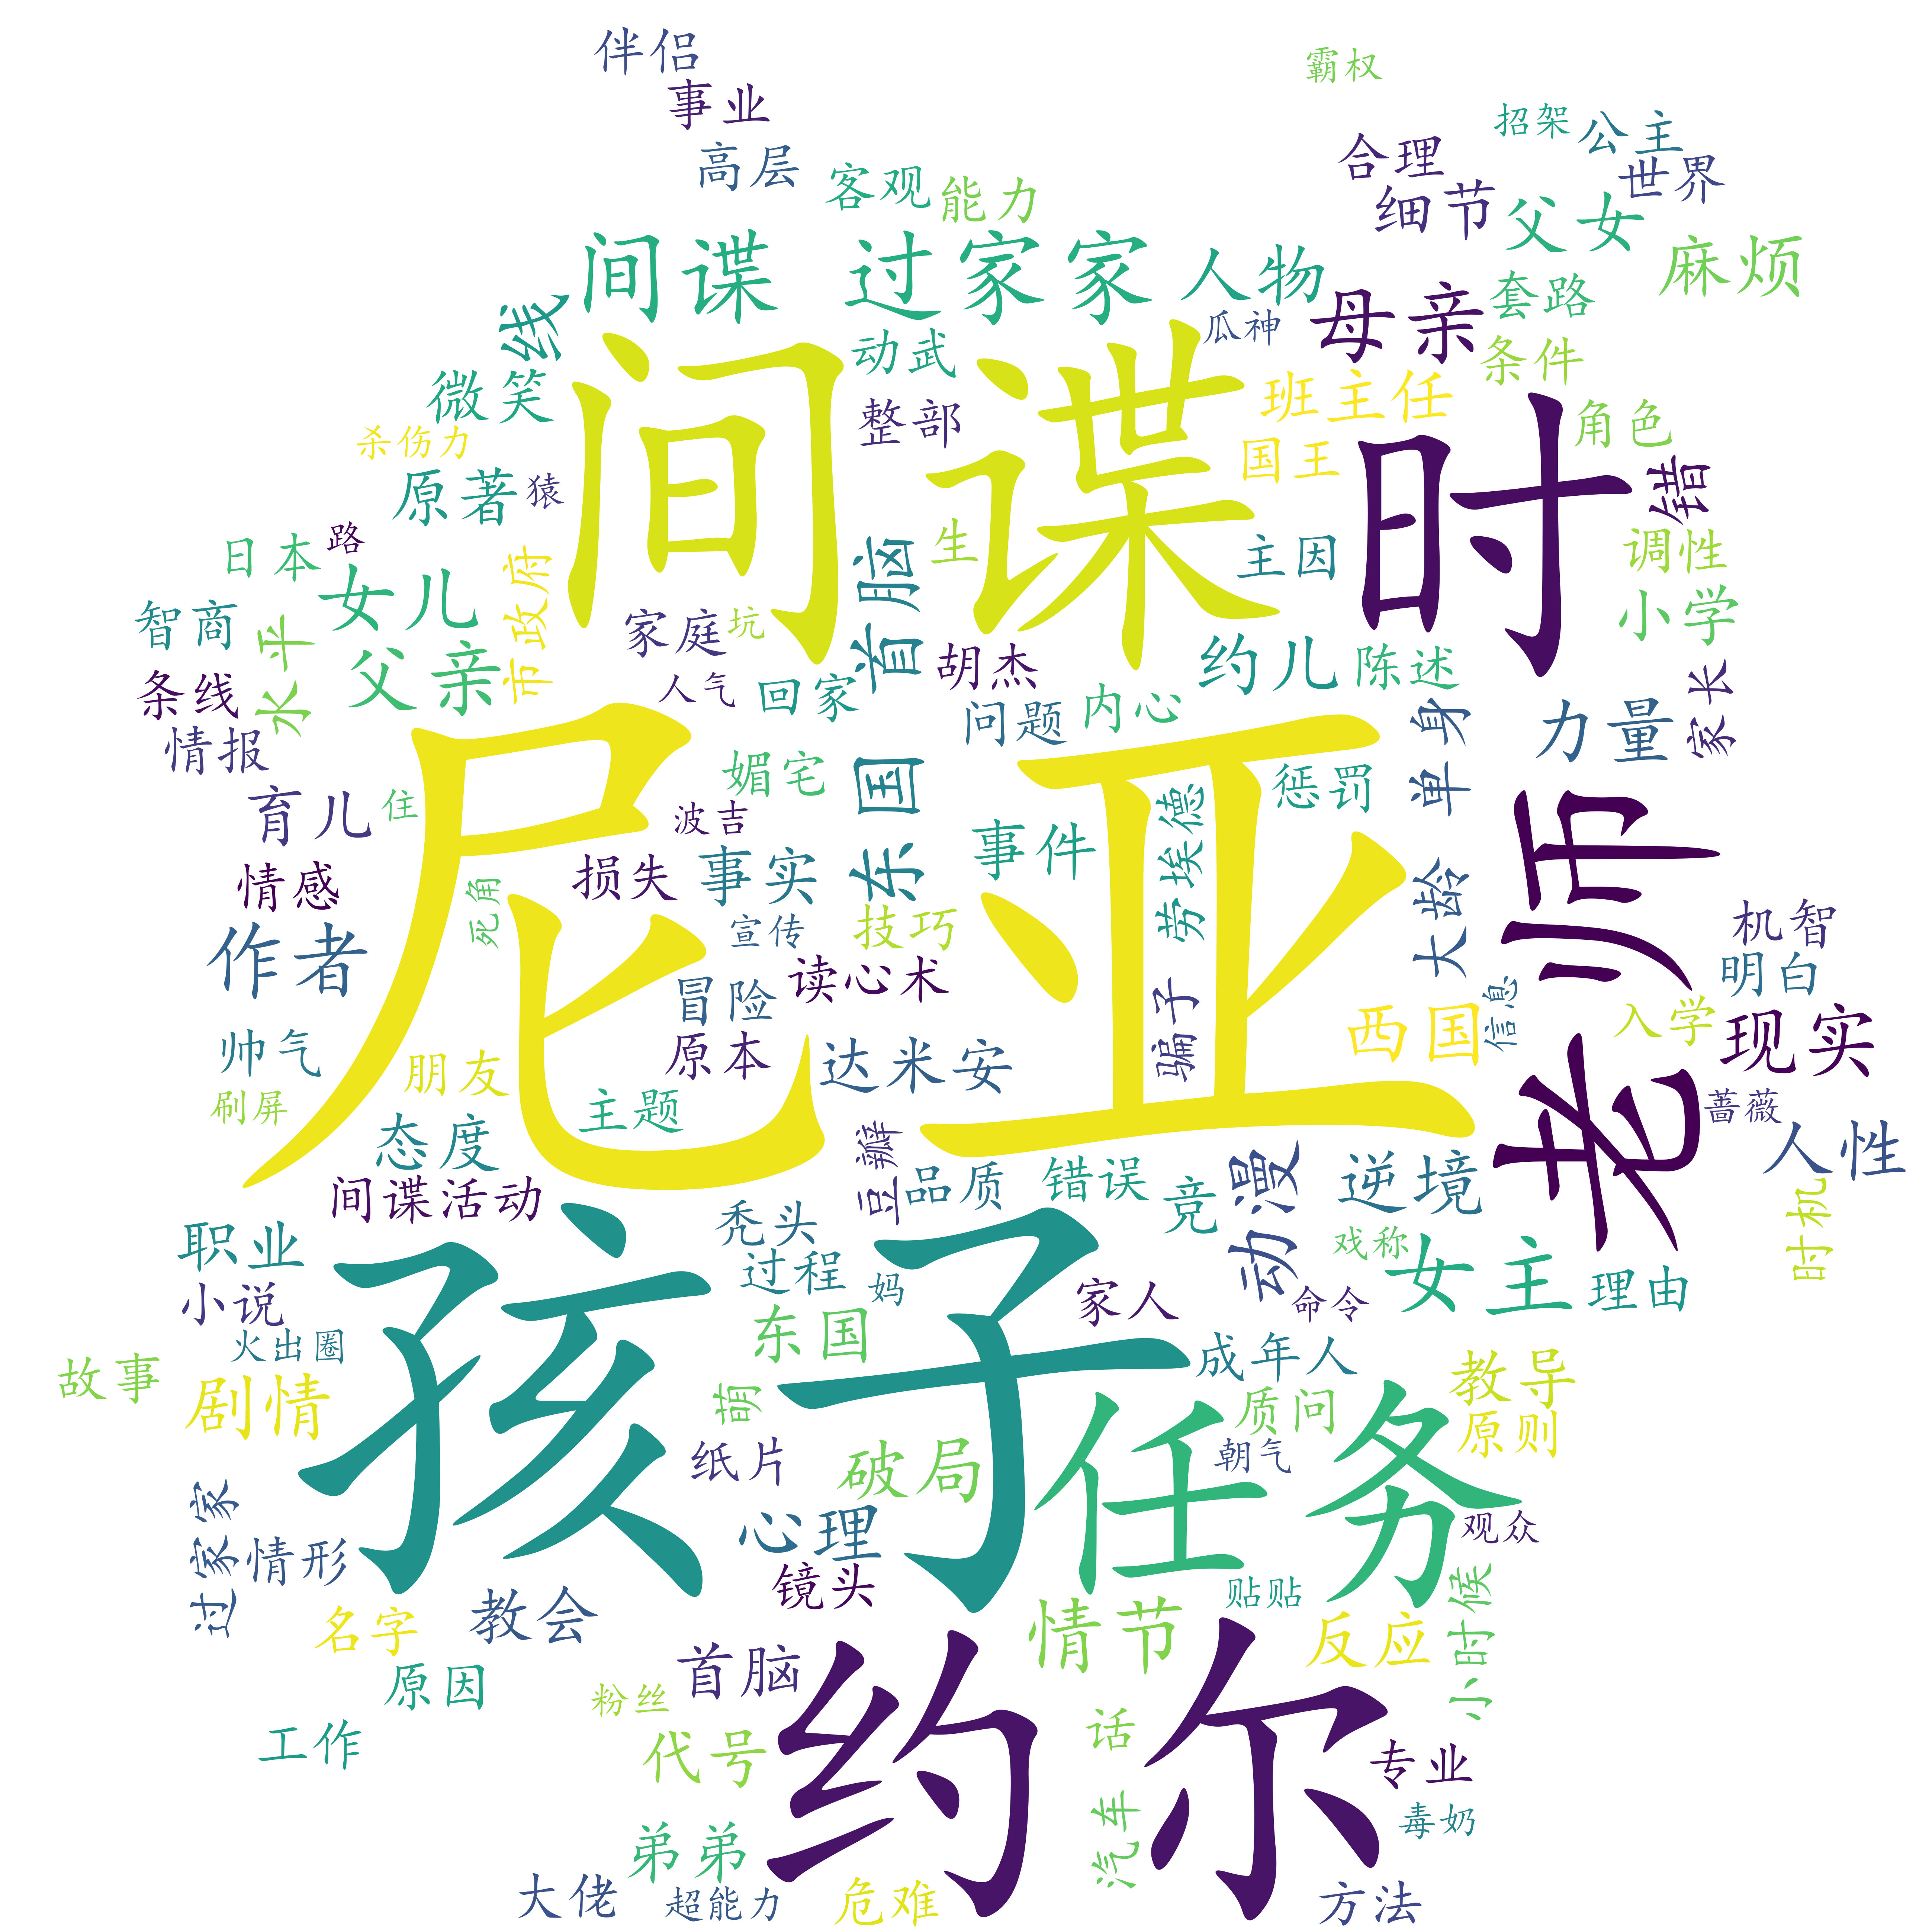 伴侣
事业
霸权
高层
招架
公主
合理
世界
客观
能力
细节
父女
间谍 过家家
人物
麻烦
线
瓜神
母亲
套路
动武
条件
微笑
间谍
班主任
整部
时
角色
杀伤力
国王
原著
猿
错
日本
路
生
主因
调性
女儿
市政府
首脑
智商
水平
家庭
坑
小学
父亲
胡杰
约儿
陈述
条线
人气
回家
内心
家长
情报
问题
单身
力量
尼亚
媚宅
东国
惩罚
育儿
住
波吉
劳埃德
老师
事件
情感
损失
事实
死角
大龄
作者
宣传
技巧
机智
读心术
明白
冒险
骗子
信息
帅气
西国
入学
现实
朋友
原本
达米安
刷屏
主题
蔷薇
态度
豆瓣
人性
间谍活动
品质
错误
竞
动漫
逆境
时机
职业
秃头
孩子
戏称
小说
过程
妈
家人
命令
女主
理由
火出圈
东国
故事
成年人
剧情
萌
任务
质问
教导
纸片
破局
朝气
原则
过家家
情形
心理
观众
镜头
贴贴
小时候
名字
教会
情节
反应
原因
首脑
约尔
粉丝
工作
代号
话
专业
汽车
毒奶
弟弟
大佬
超能力
危难
方法